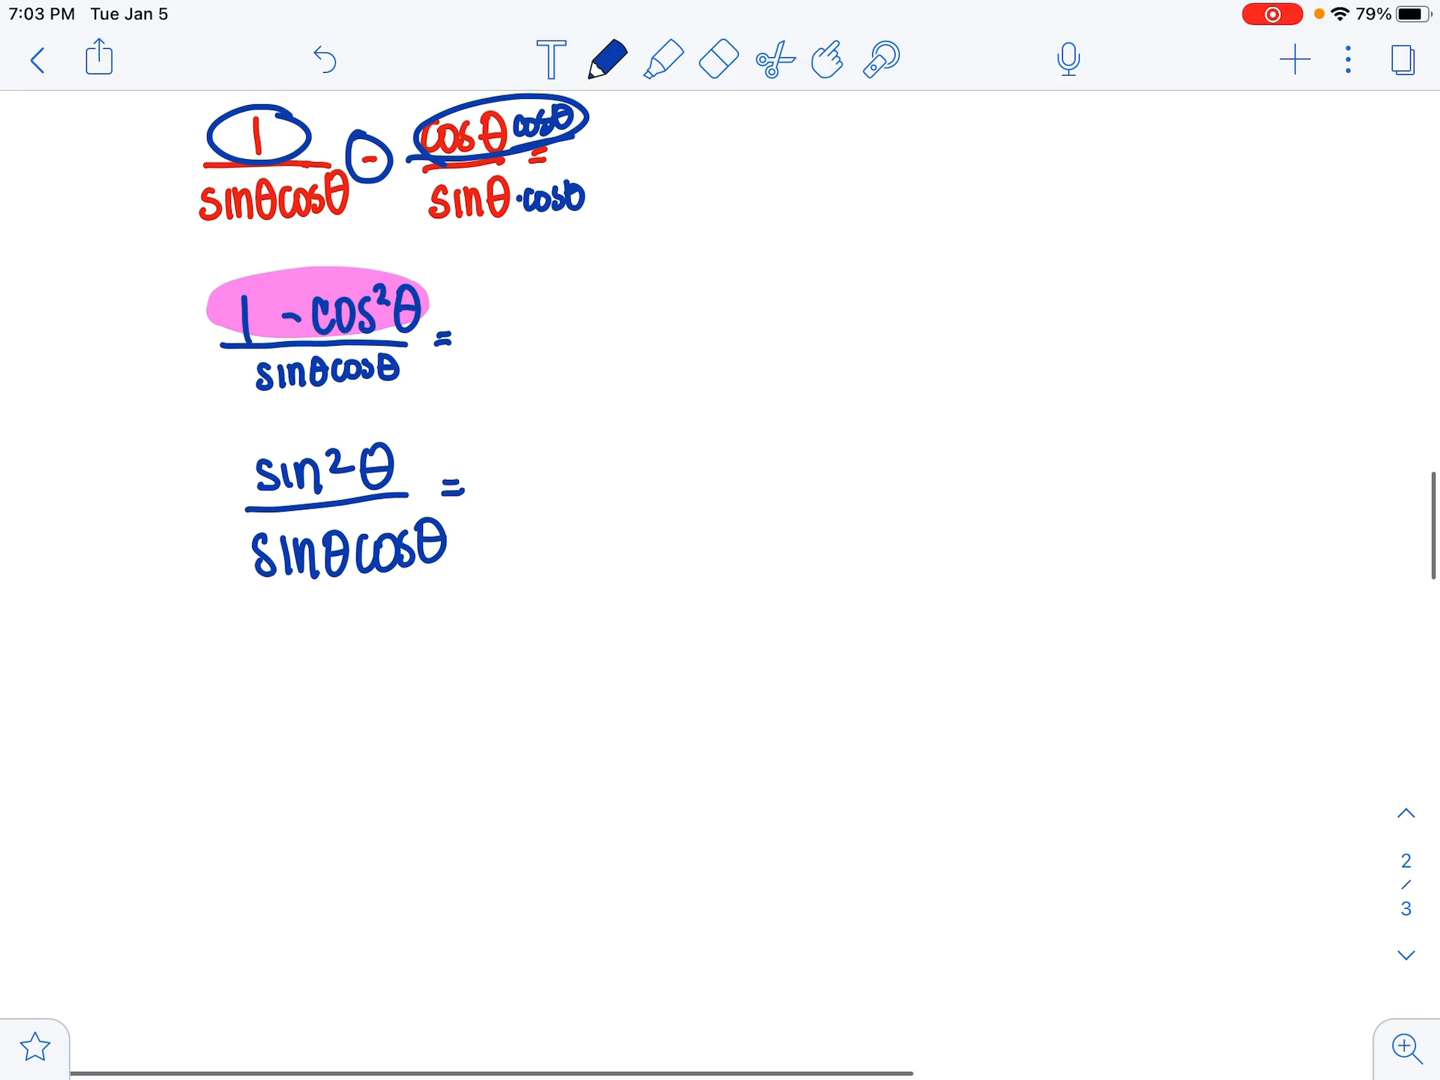 7:03 PM Tue Jan 5 79%
T
1 - cosθ cosθ =
sinθcosθ sinθ·cosθ
1 - cos²θ =
sinθcosθ
sin²θ =
sinθcosθ
2
/
3